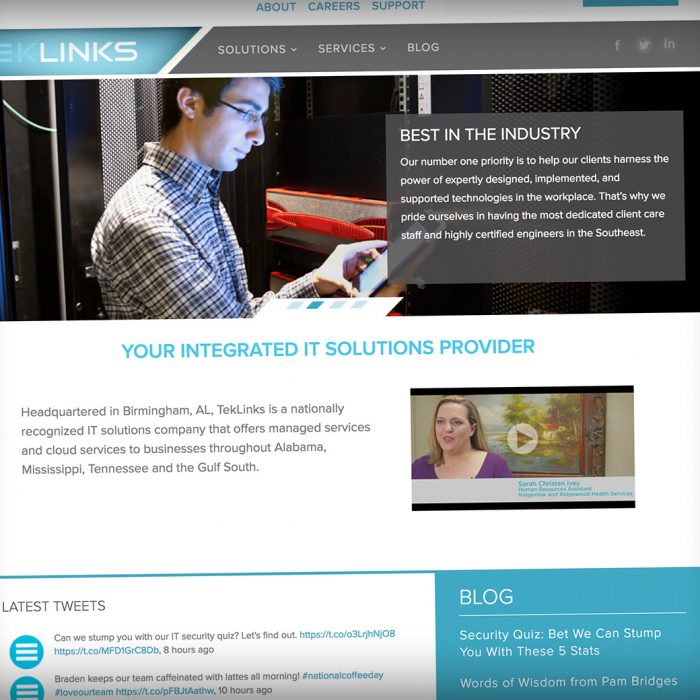 ABOUT CAREERS SUPPORT
TEKLINKS
SOLUTIONS SERVICES BLOG
f in
BEST IN THE INDUSTRY
Our number one priority is to help our clients harness the
power of expertly designed, implemented, and
supported technologies in the workplace. That's why we
pride ourselves in having the most dedicated client care
staff and highly certified engineers in the Southeast.
YOUR INTEGRATED IT SOLUTIONS PROVIDER
Headquartered in Birmingham, AL, TekLinks is a nationally
recognized IT solutions company that offers managed services
and cloud services to businesses throughout Alabama,
Mississippi, Tennessee and the Gulf South.
Sarah Christen Ivey
Human Resources Assistant
Ridgeview and Ridgewood Health Services
LATEST TWEETS
Can we stump you with our IT security quiz? Let's find out. https://t.co/o3LrjhNjO8
https://t.co/MFD1GrC8Db, 8 hours ago
Braden keeps our team caffeinated with lattes all morning! #nationalcoffeeday
#loveourteam https://t.co/pFBJtAathw, 10 hours ago
BLOG
Security Quiz: Bet We Can Stump
You With These 5 Stats
Words of Wisdom from Pam Bridges